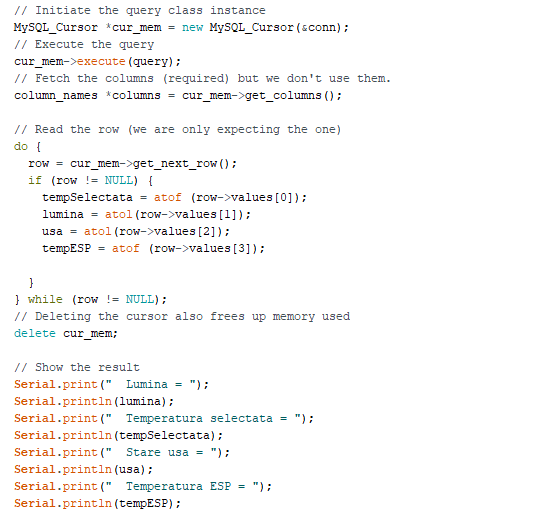 // Initiate the query class instance
MySQL_Cursor *cur_mem = new MySQL_Cursor(&conn);
// Execute the query
cur_mem->execute(query);
// Fetch the columns (required) but we don't use them.
column_names *columns = cur_mem->get_columns();
// Read the row (we are only expecting the one)
do {
row = cur_mem->get_next_row();
if (row != NULL) {
tempSelectata = atof (row->values[0]);
lumina = atol(row->values[1]);
usa = atol(row->values[2]);
tempESP = atof (row->values[3]);
}
} while (row != NULL);
// Deleting the cursor also frees up memory used
delete cur_mem;
// Show the result
Serial.print("  Lumina = ");
Serial.println(lumina);
Serial.print("  Temperatura selectata = ");
Serial.println(tempSelectata);
Serial.print("  Stare usa = ");
Serial.println(usa);
Serial.print("  Temperatura ESP = ");
Serial.println(tempESP);